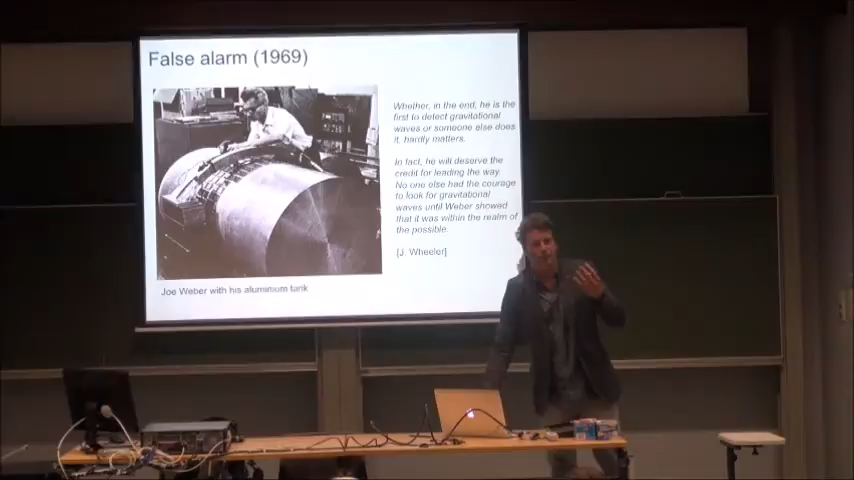 False alarm (1969)
Whether, in the end, he is the
first to detect gravitational
waves or someone else does
it, hardly matters.
In fact, he will deserve the
credit for leading the way.
No one else had the courage
to look for gravitational
waves until Weber showed
that it was within the realm of
the possible.
[J. Wheeler]
Joe Weber with his aluminium tank